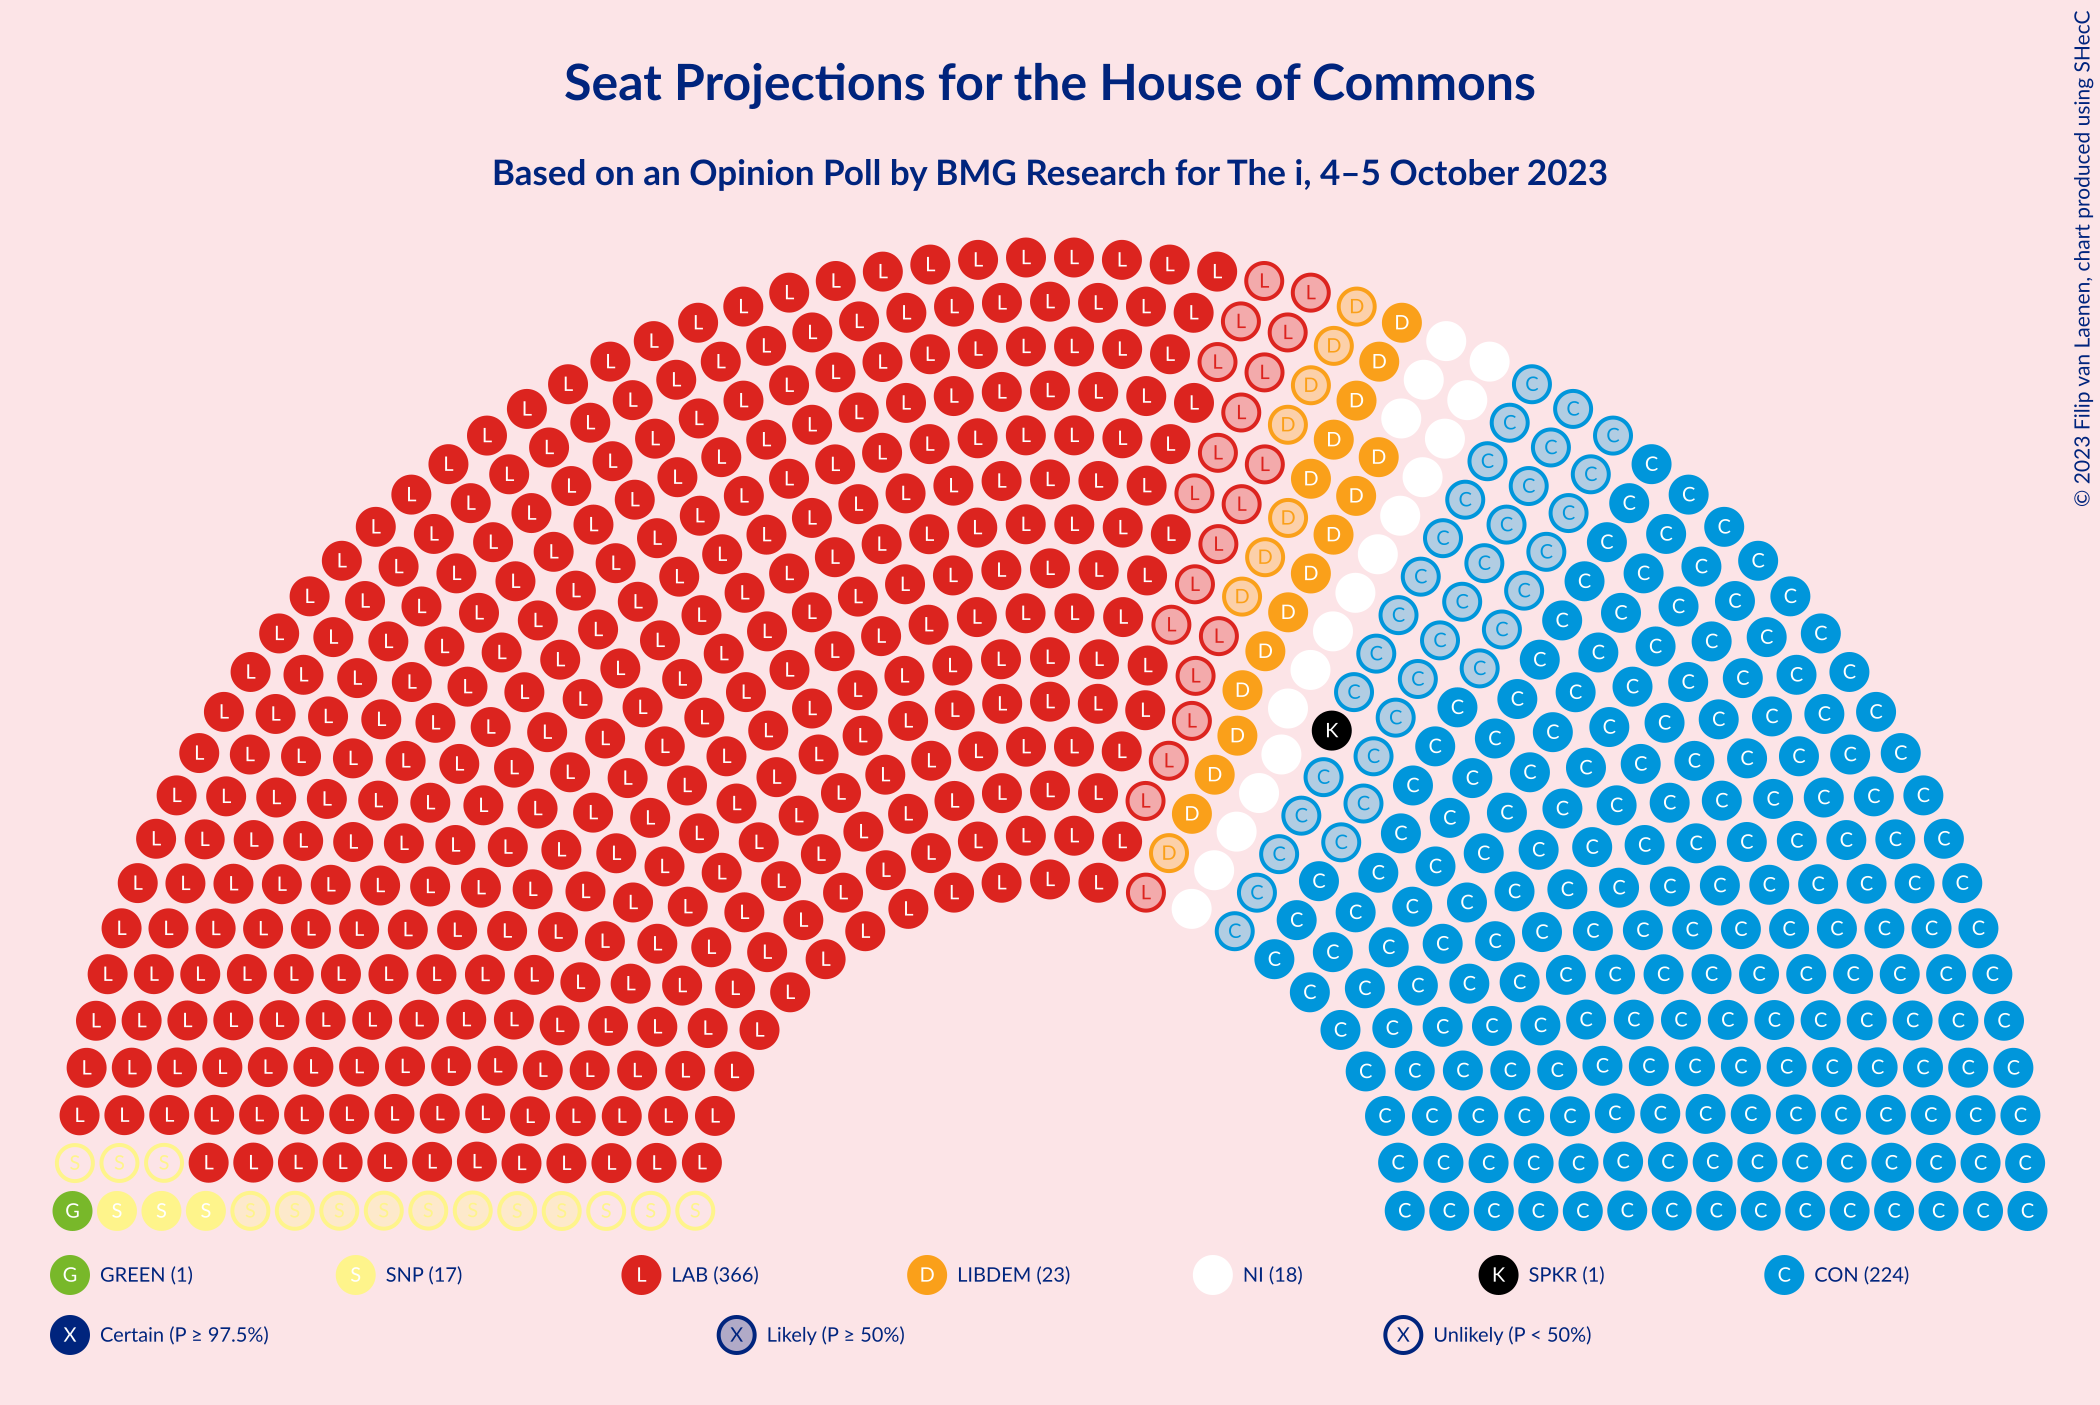 Seat Projections for the House of Commons
Based on an Opinion Poll by BMG Research for The i, 4–5 October 2023
© 2023 Filip van Laenen, chart produced using SHecC
G GREEN (1)
S SNP (17)
L LAB (366)
D LIBDEM (23)
NI (18)
K SPKR (1)
C CON (224)
X Certain (P ≥ 97.5%)
X Likely (P ≥ 50%)
X Unlikely (P < 50%)